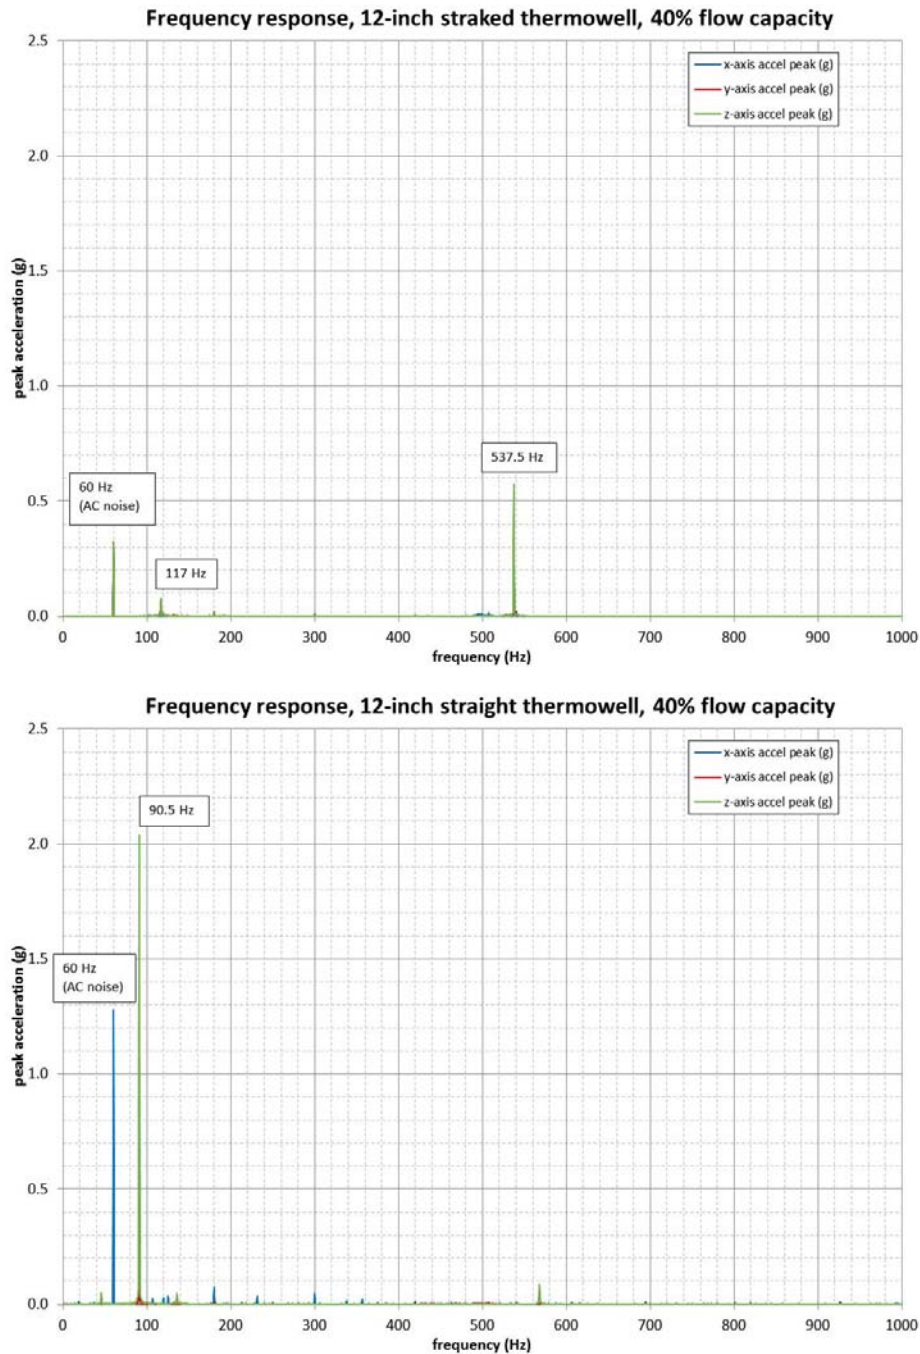 Frequency response, 12-inch straked thermowell, 40% flow capacity
2.5
x-axis accel peak (g)
y-axis accel peak (g)
z-axis accel peak (g)
2.0
1.5
peak acceleration (g)
1.0
537.5 Hz
60 Hz
(AC noise)
0.5
117 Hz
0.0
0 100 200 300 400 500 600 700 800 900 1000
frequency (Hz)
Frequency response, 12-inch straight thermowell, 40% flow capacity
2.5
x-axis accel peak (g)
y-axis accel peak (g)
z-axis accel peak (g)
90.5 Hz
2.0
1.5
60 Hz
(AC noise)
peak acceleration (g)
1.0
0.5
0.0
0 100 200 300 400 500 600 700 800 900 1000
frequency (Hz)